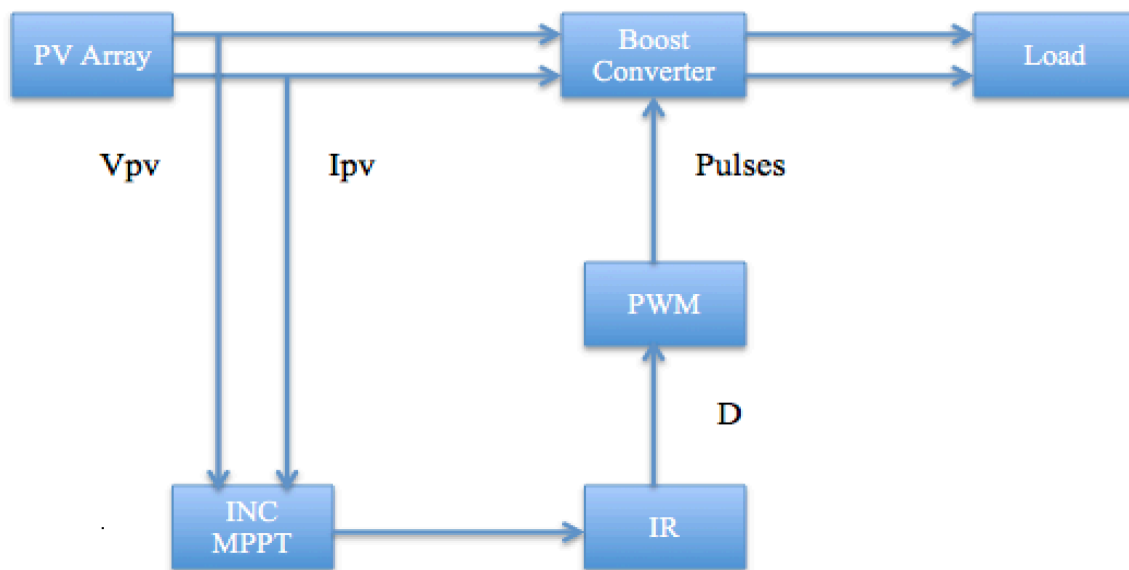 PV Array
Boost
Converter
Load
Vpv
Ipv
Pulses
PWM
D
INC
MPPT
IR